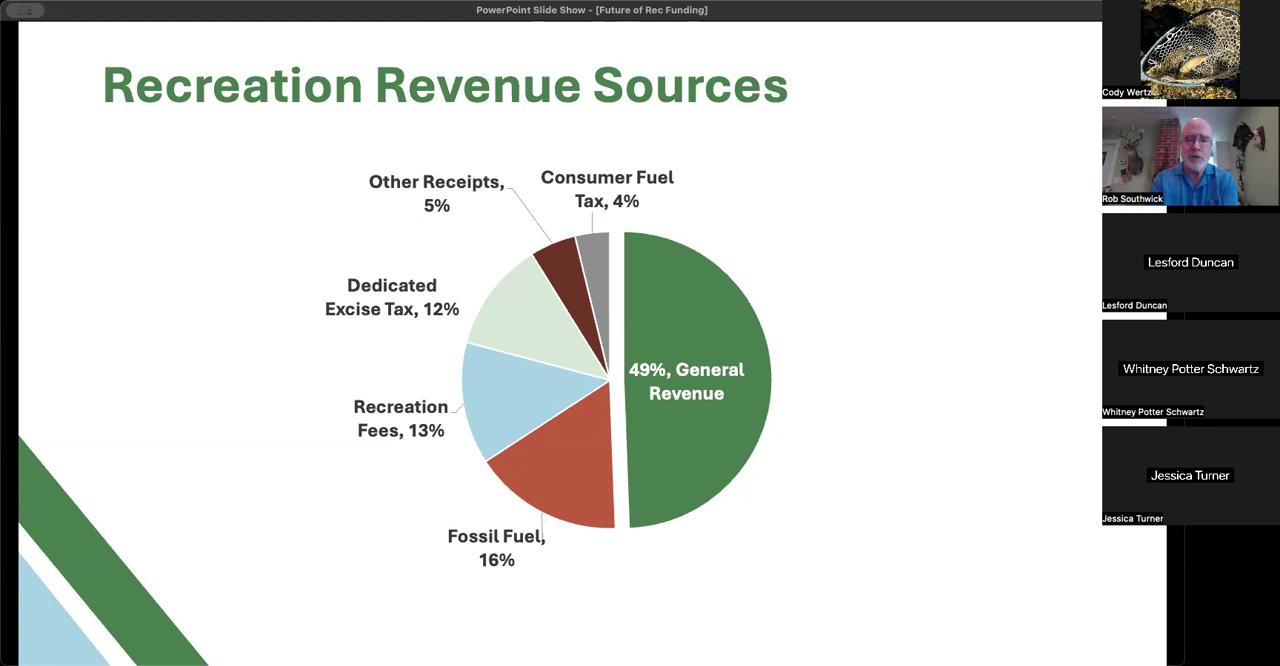 PowerPoint Slide Show - [Future of Rec Funding]
Recreation Revenue Sources
Other Receipts,
5%
Consumer Fuel
Tax, 4%
Dedicated
Excise Tax, 12%
49%, General
Revenue
Recreation
Fees, 13%
Fossil Fuel,
16%
Cody Wertz
Rob Southwick
Lesford Duncan
Lesford Duncan
Whitney Potter Schwartz
Whitney Potter Schwartz
Jessica Turner
Jessica Turner